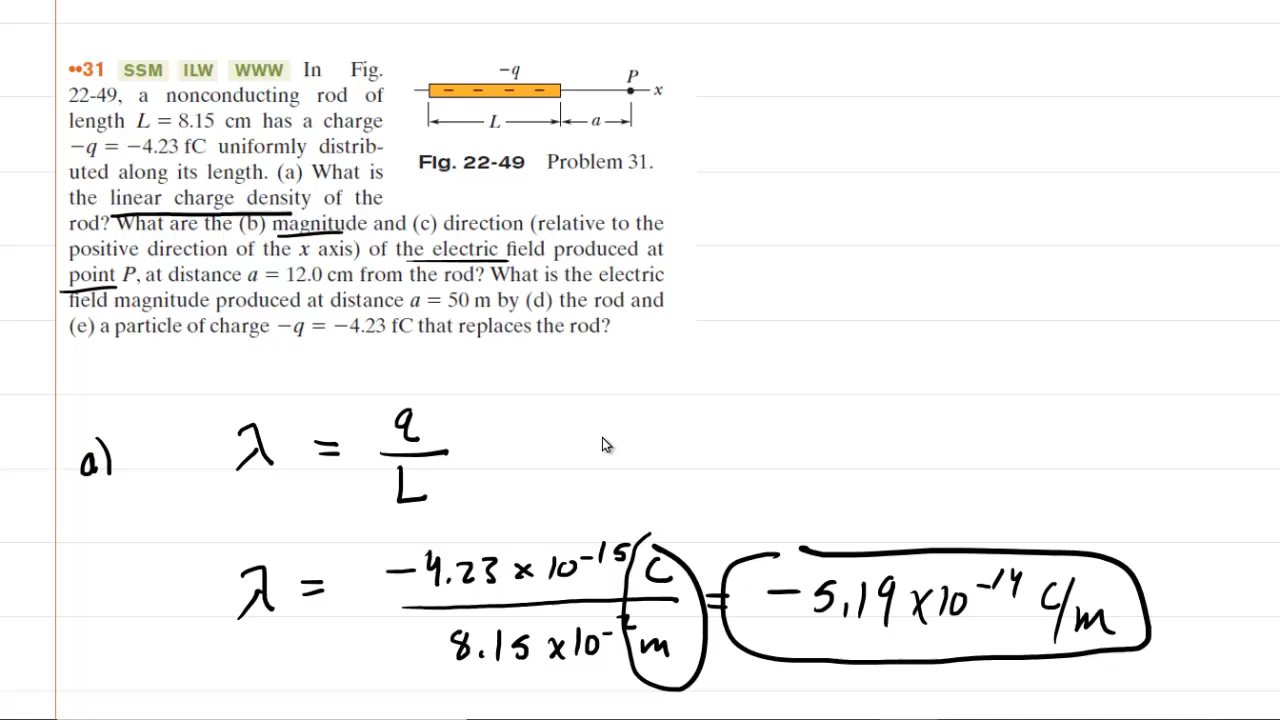 ••31 SSM ILW WWW In Fig.
22-49, a nonconducting rod of
length L = 8.15 cm has a charge
−q = −4.23 fC uniformly distrib-
uted along its length. (a) What is
the linear charge density of the
rod? What are the (b) magnitude and (c) direction (relative to the
positive direction of the x axis) of the electric field produced at
point P, at distance a = 12.0 cm from the rod? What is the electric
field magnitude produced at distance a = 50 m by (d) the rod and
(e) a particle of charge −q = −4.23 fC that replaces the rod?
−q
P
x
L
a
Fig. 22-49 Problem 31.
a) λ = q / L
λ = −4.23 × 10^-15 C / 8.15 × 10^-2 m = −5.19 × 10^-14 C/m